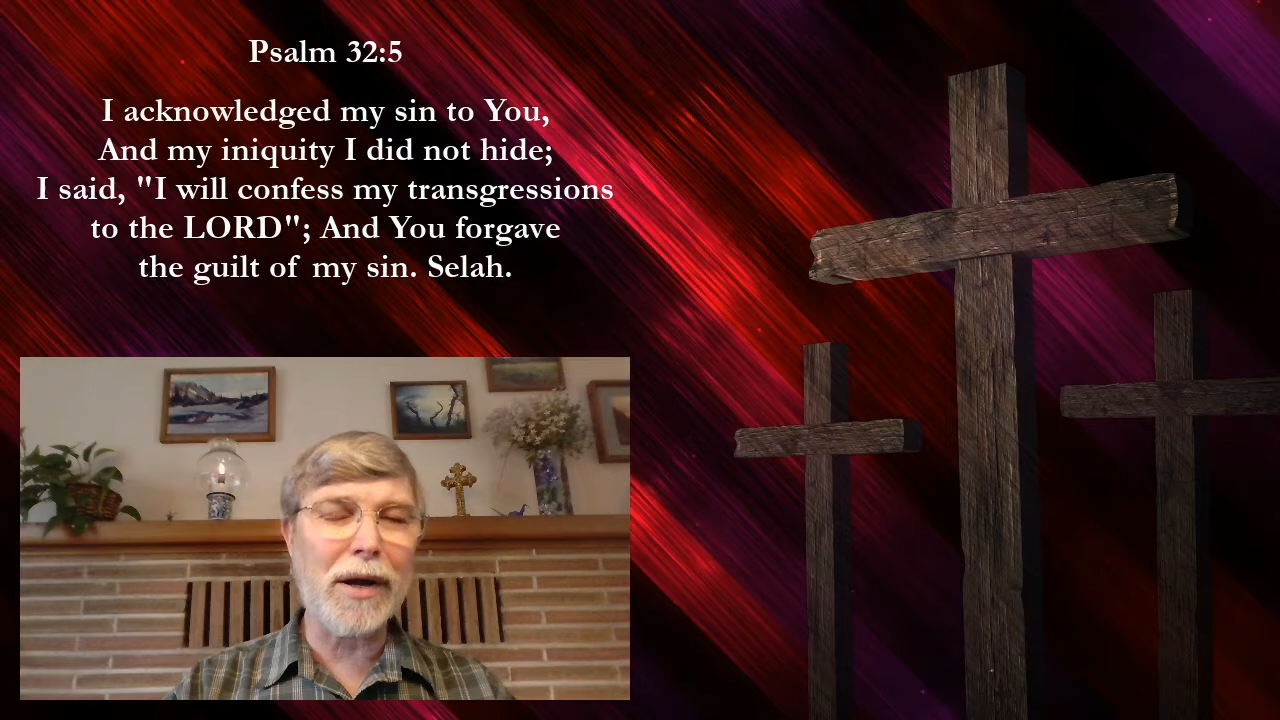 Psalm 32:5
I acknowledged my sin to You,
And my iniquity I did not hide;
I said, "I will confess my transgressions
to the LORD"; And You forgave
the guilt of my sin. Selah.